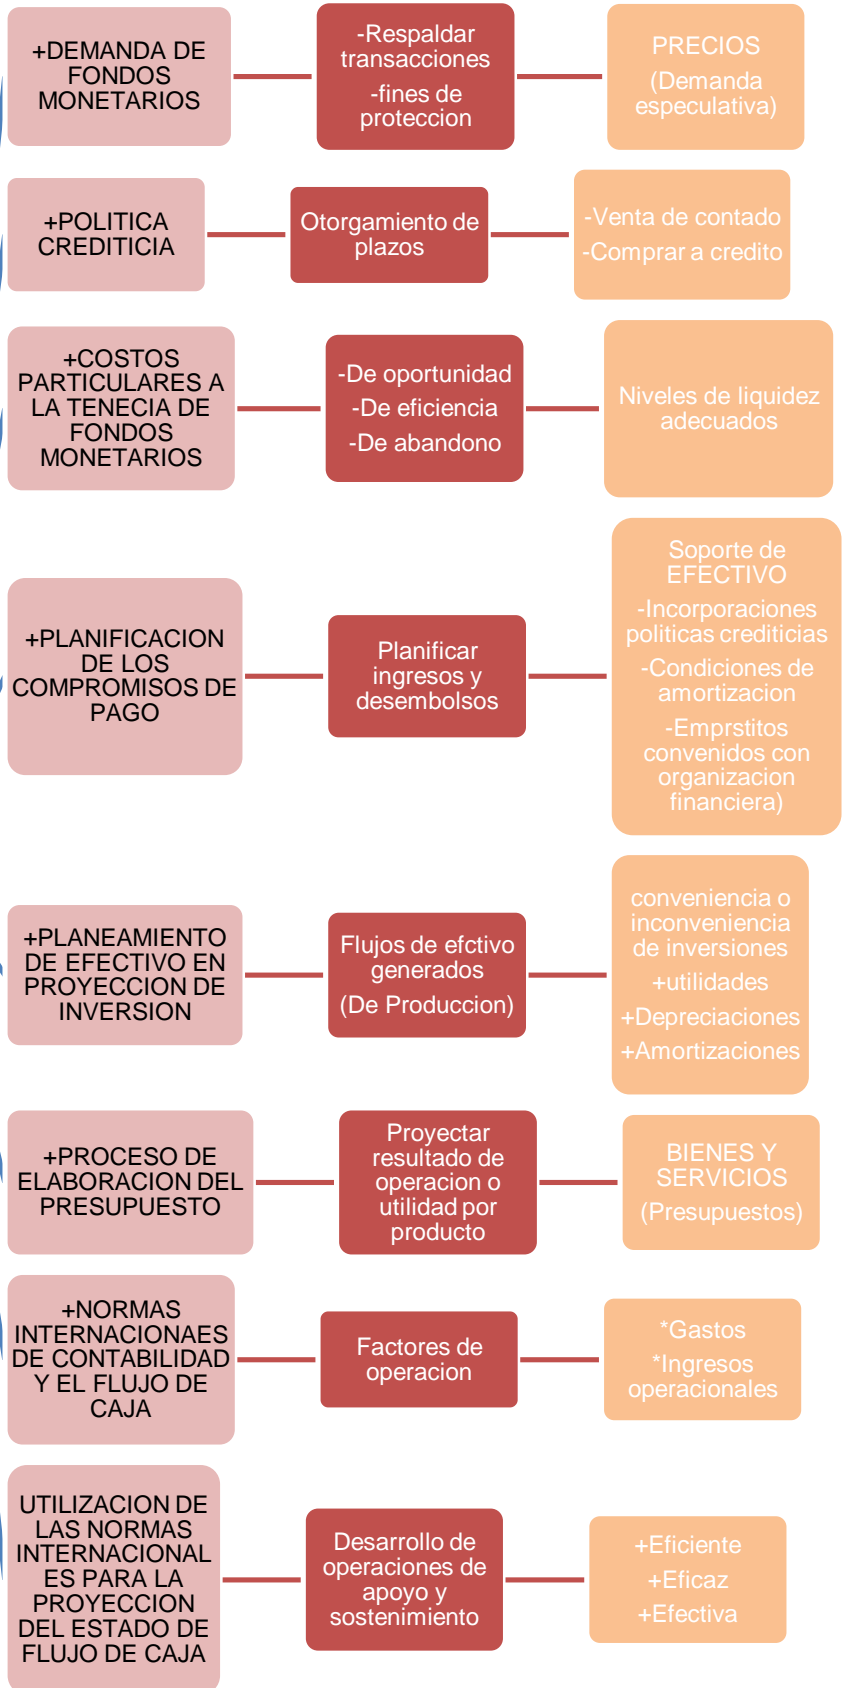 +DEMANDA DE
FONDOS
MONETARIOS
-Respaldar
transacciones
-fines de
proteccion
PRECIOS
(Demanda
especulativa)
+POLITICA
CREDITICIA
Otorgamiento de
plazos
-Venta de contado
-Comprar a credito
+COSTOS
PARTICULARES A
LA TENECIA DE
FONDOS
MONETARIOS
-De oportunidad
-De eficiencia
-De abandono
Niveles de liquidez
adecuados
+PLANIFICACION
DE LOS
COMPROMISOS DE
PAGO
Planificar
ingresos y
desembolsos
Soporte de
EFECTIVO
-Incorporaciones
politicas crediticias
-Condiciones de
amortizacion
-Emprstitos
convenidos con
organizacion
financiera)
+PLANEAMIENTO
DE EFECTIVO EN
PROYECCION DE
INVERSION
Flujos de efctivo
generados
(De Produccion)
conveniencia o
inconveniencia
de inversiones
+utilidades
+Depreciaciones
+Amortizaciones
+PROCESO DE
ELABORACION DEL
PRESUPUESTO
Proyectar
resultado de
operacion o
utilidad por
producto
BIENES Y
SERVICIOS
(Presupuestos)
+NORMAS
INTERNACIONAES
DE CONTABILIDAD
Y EL FLUJO DE
CAJA
Factores de
operacion
*Gastos
*Ingresos
operacionales
UTILIZACION DE
LAS NORMAS
INTERNACIONAL
ES PARA LA
PROYECCION
DEL ESTADO DE
FLUJO DE CAJA
Desarrollo de
operaciones de
apoyo y
sostenimiento
+Eficiente
+Eficaz
+Efectiva